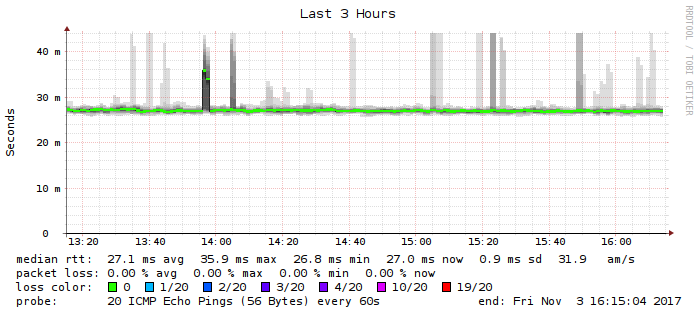 Last 3 Hours
RRDTOOL / TOBI OETIKER
Seconds
40 m
30 m
20 m
10 m
0
13:20 13:40 14:00 14:20 14:40 15:00 15:20 15:40 16:00
median rtt: 27.1 ms avg 35.9 ms max 26.8 ms min 27.0 ms now 0.9 ms sd 31.9 am/s
packet loss: 0.00 % avg 0.00 % max 0.00 % min 0.00 % now
loss color: 0 1/20 2/20 3/20 4/20 10/20 19/20
probe: 20 ICMP Echo Pings (56 Bytes) every 60s end: Fri Nov 3 16:15:04 2017